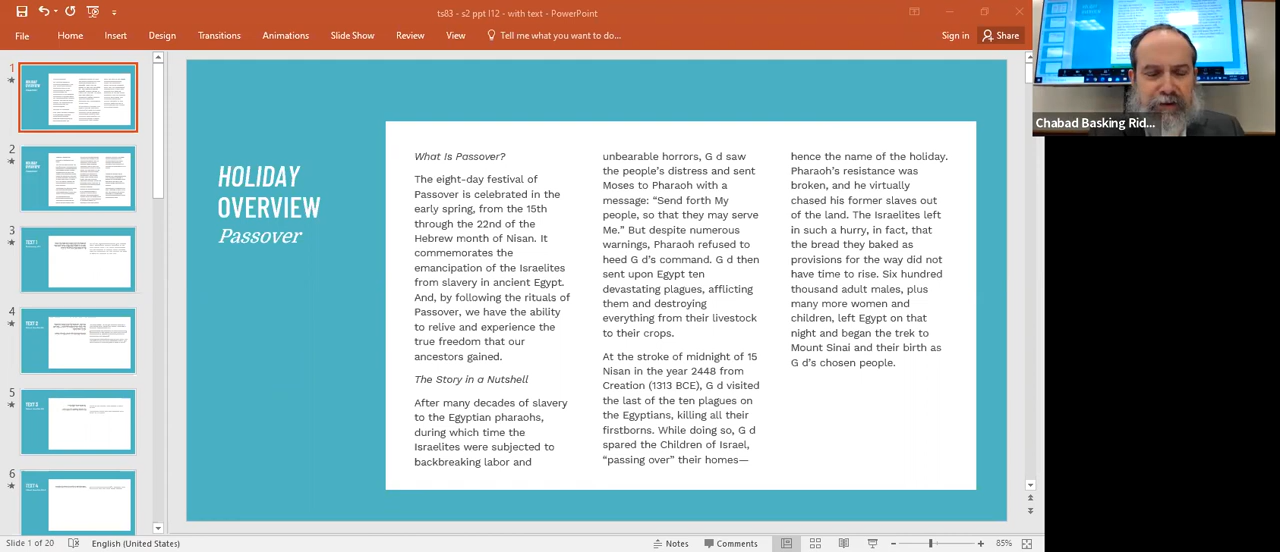 ts83 - s2 ppt l12 - with text - PowerPoint
File Home Insert Design Transitions Animations Slide Show Review View Tell me what you want to do... Sign in Share
1
2
3
4
5
6
HOLIDAY
OVERVIEW
Passover
What Is Passover?
The eight-day festival of
Passover is celebrated in the
early spring, from the 15th
through the 22nd of the
Hebrew month of Nisan. It
commemorates the
emancipation of the Israelites
from slavery in ancient Egypt.
And, by following the rituals of
Passover, we have the ability
to relive and experience the
true freedom that our
ancestors gained.
The Story in a Nutshell
After many decades of slavery
to the Egyptian pharaohs,
during which time the
Israelites were subjected to
backbreaking labor and
unbearable horrors, G d saw
the people's distress and sent
Moses to Pharaoh with a
message: “Send forth My
people, so that they may serve
Me.” But despite numerous
warnings, Pharaoh refused to
heed G d's command. G d then
sent upon Egypt ten
devastating plagues, afflicting
them and destroying
everything from their livestock
to their crops.
At the stroke of midnight of 15
Nisan in the year 2448 from
Creation (1313 BCE), G d visited
the last of the ten plagues on
the Egyptians, killing all their
firstborns. While doing so, G d
spared the Children of Israel,
“passing over” their homes—
hence the name of the holiday.
Pharaoh's resistance was
broken, and he virtually
chased his former slaves out
of the land. The Israelites left
in such a hurry, in fact, that
the bread they baked as
provisions for the way did not
have time to rise. Six hundred
thousand adult males, plus
many more women and
children, left Egypt on that
night and began the trek to
Mount Sinai and their birth as
G d's chosen people.
Chabad Basking Rid...
Slide 1 of 20 English (United States) Notes Comments 85%